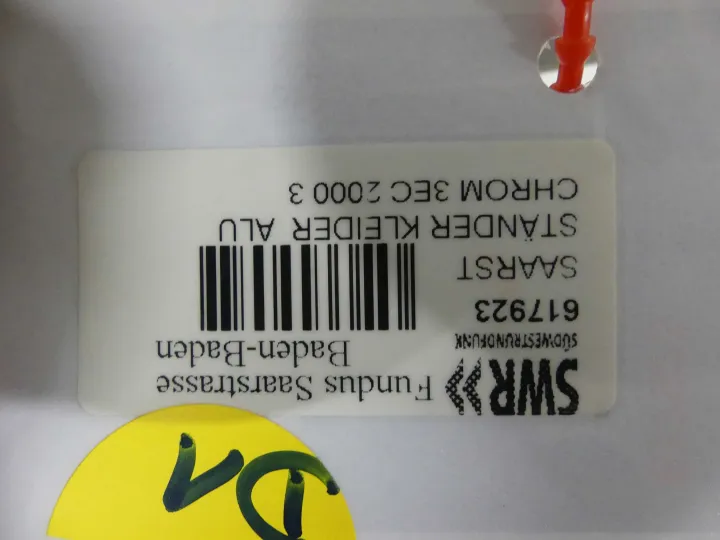 SWR Fundus Saarstrasse
SÜDWESTRUNDFUNK Baden-Baden
617923
SAARST
STÄNDER KLEIDER ALU
CHROM 3EC 2000 3